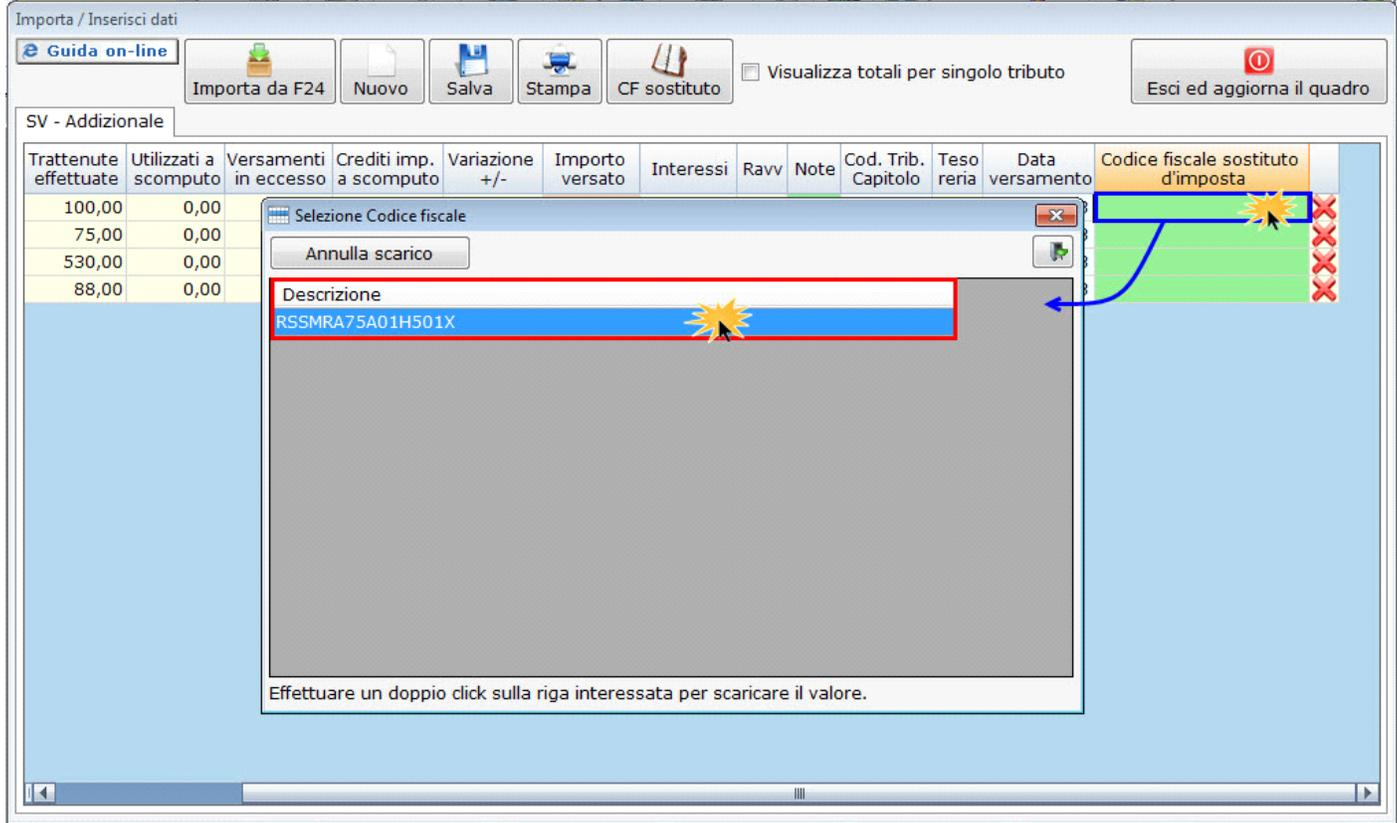 Importa / Inserisci dati
Guida on-line
Importa da F24
Nuovo
Salva
Stampa
CF sostituto
Visualizza totali per singolo tributo
Esci ed aggiorna il quadro
SV - Addizionale
Trattenute effettuate
Utilizzati a scomputo
Versamenti in eccesso
Crediti imp. a scomputo
Variazione +/-
Importo versato
Interessi
Ravv
Note
Cod. Trib. Capitolo
Teso reria
Data versamento
Codice fiscale sostituto d'imposta
100,00 0,00
75,00 0,00
530,00 0,00
88,00 0,00
Selezione Codice fiscale
Annulla scarico
Descrizione
RSSMRA75A01H501X
Effettuare un doppio click sulla riga interessata per scaricare il valore.